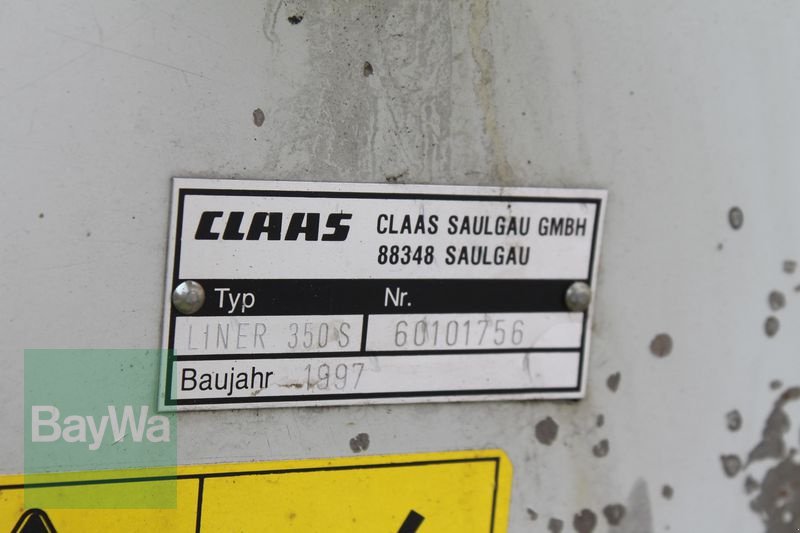 CLAAS CLAAS SAULGAU GMBH
88348 SAULGAU
Typ Nr.
LINER 350 S 60101756
Baujahr 1997
BayWa